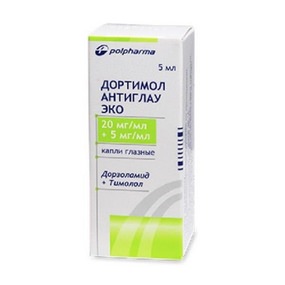 polpharma
5 мл
ДОРТИМОЛ
АНТИГЛАУ
ЭКО
20 мг/мл
+ 5 мг/мл
капли глазные
Дорзоламид
+ Тимолол